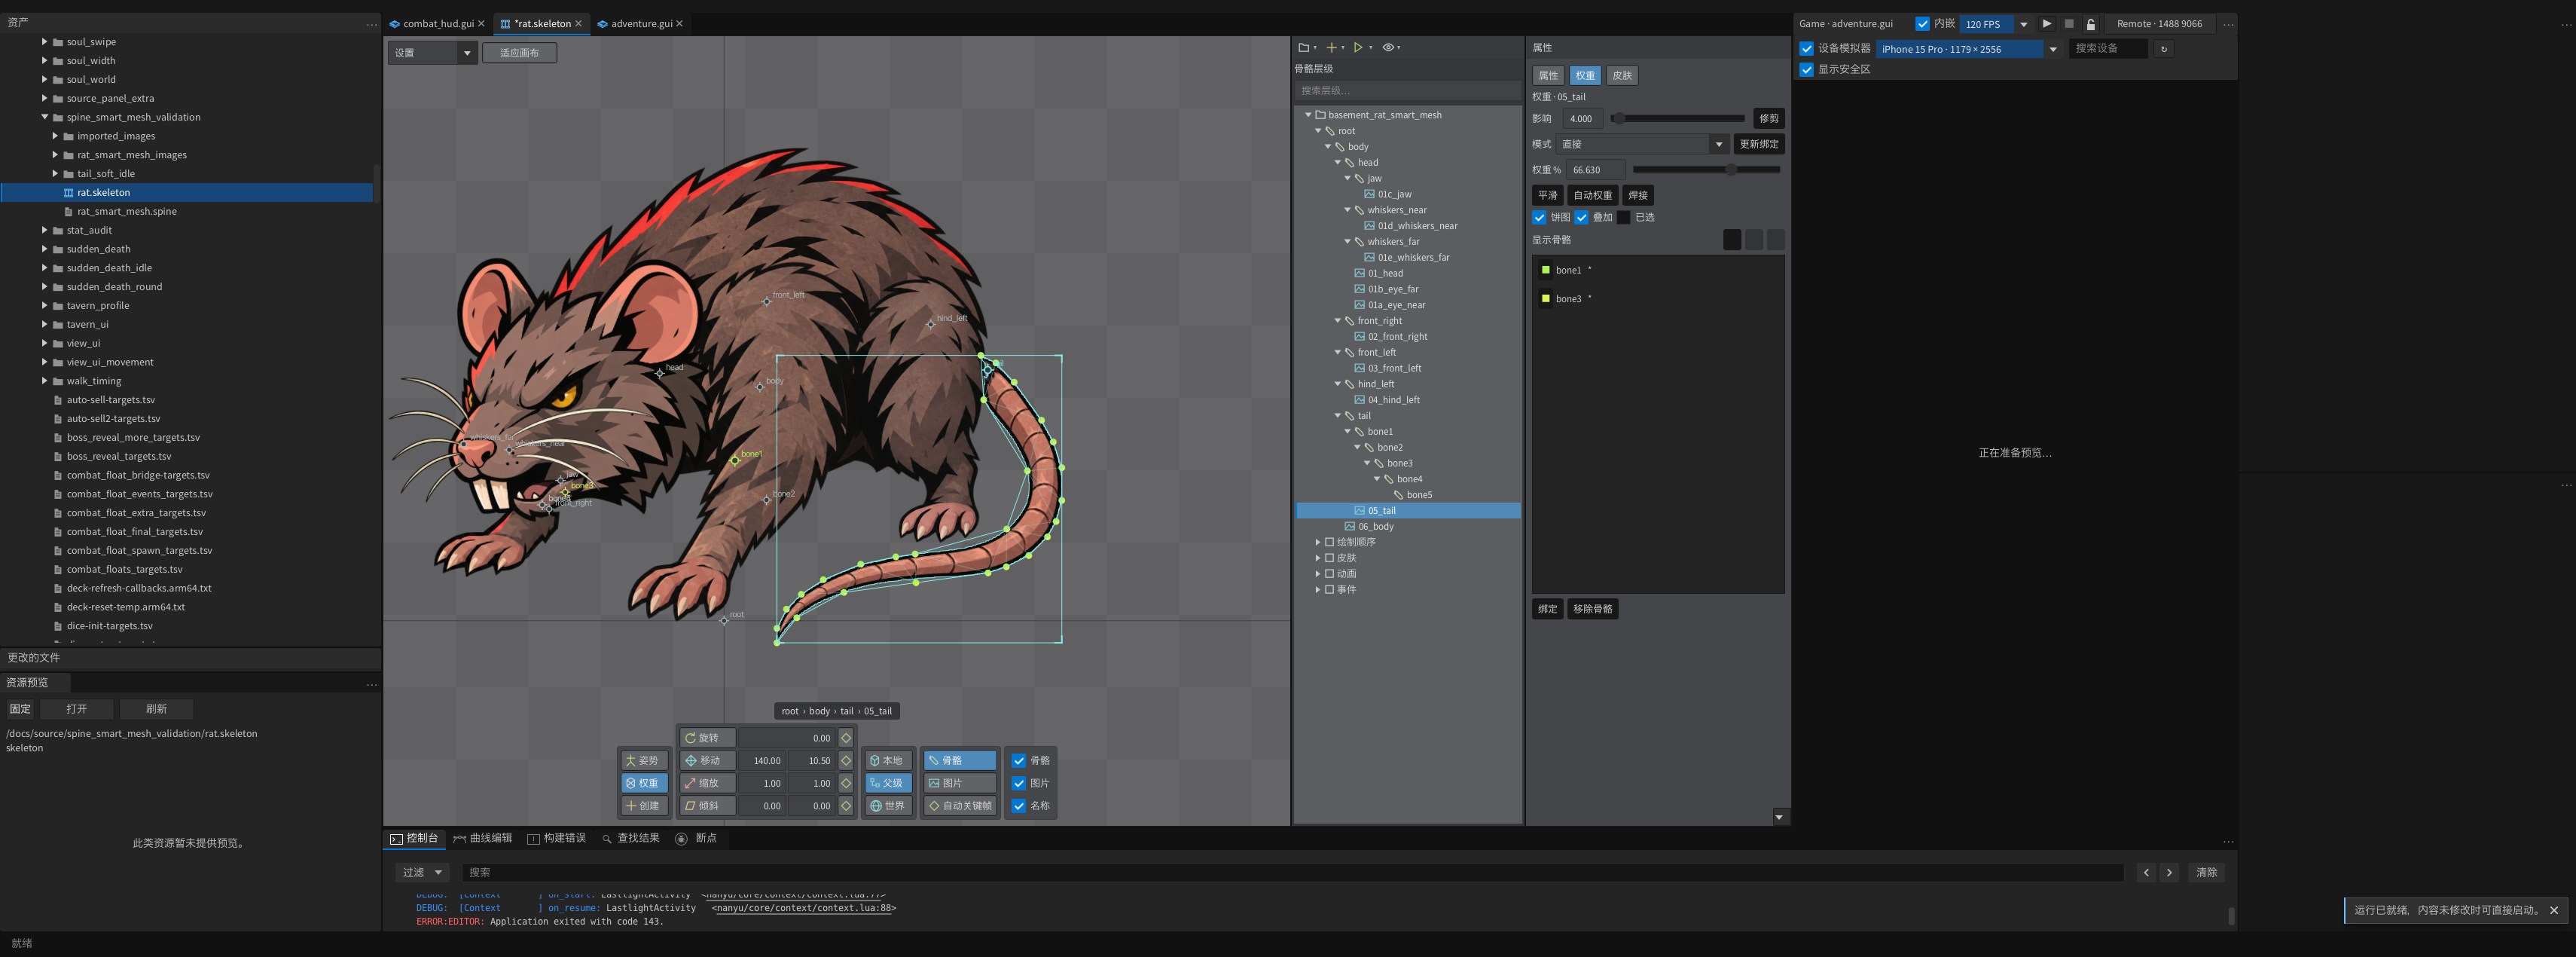 资产
soul_swipe
soul_width
soul_world
source_panel_extra
spine_smart_mesh_validation
imported_images
rat_smart_mesh_images
tail_soft_idle
rat.skeleton
rat_smart_mesh.spine
stat_audit
sudden_death
sudden_death_idle
sudden_death_round
tavern_profile
tavern_ui
view_ui
view_ui_movement
walk_timing
auto-sell-targets.tsv
auto-sell2-targets.tsv
boss_reveal_more_targets.tsv
boss_reveal_targets.tsv
combat_float_bridge-targets.tsv
combat_float_events_targets.tsv
combat_float_extra_targets.tsv
combat_float_final_targets.tsv
combat_float_spawn_targets.tsv
combat_floats_targets.tsv
deck-refresh-callbacks.arm64.txt
deck-reset-temp.arm64.txt
dice-init-targets.tsv
更改的文件
资源预览
固定 打开 刷新
/docs/source/spine_smart_mesh_validation/rat.skeleton
skeleton
此类资源暂未提供预览。
就绪
combat_hud.gui *rat.skeleton adventure.gui
设置 适应画布
front_left
hind_left
head
body
whiskers_far
whiskers_near
bone1
jaw
bone3
bone2
front_right
root
root › body › tail › 05_tail
旋转 0.00
姿势 移动 140.00 10.50 本地 骨骼 骨骼
权重 缩放 1.00 1.00 父级 图片 图片
创建 倾斜 0.00 0.00 世界 自动关键帧 名称
骨骼层级
搜索层级...
basement_rat_smart_mesh
root
body
head
jaw
01c_jaw
whiskers_near
01d_whiskers_near
whiskers_far
01e_whiskers_far
01_head
01b_eye_far
01a_eye_near
front_right
02_front_right
front_left
03_front_left
hind_left
04_hind_left
tail
bone1
bone2
bone3
bone4
bone5
05_tail
06_body
绘制顺序
皮肤
动画
事件
属性
属性 权重 皮肤
权重 · 05_tail
影响 4.000 修剪
模式 直接 更新绑定
权重 % 66.630
平滑 自动权重 焊接
饼图 叠加 已选
显示骨骼
bone1 *
bone3 *
绑定 移除骨骼
控制台 曲线编辑 构建错误 查找结果 断点
过滤 搜索 清除
DEBUG: [Context ] on_start: LastlightActivity <nanyu/core/context/context.lua:77>
DEBUG: [Context ] on_resume: LastlightActivity <nanyu/core/context/context.lua:88>
ERROR:EDITOR: Application exited with code 143.
Game · adventure.gui 内嵌 120 FPS Remote · 1488 9066
设备模拟器 iPhone 15 Pro · 1179 × 2556 搜索设备
显示安全区
正在准备预览...
运行已就绪，内容未修改时可直接启动。